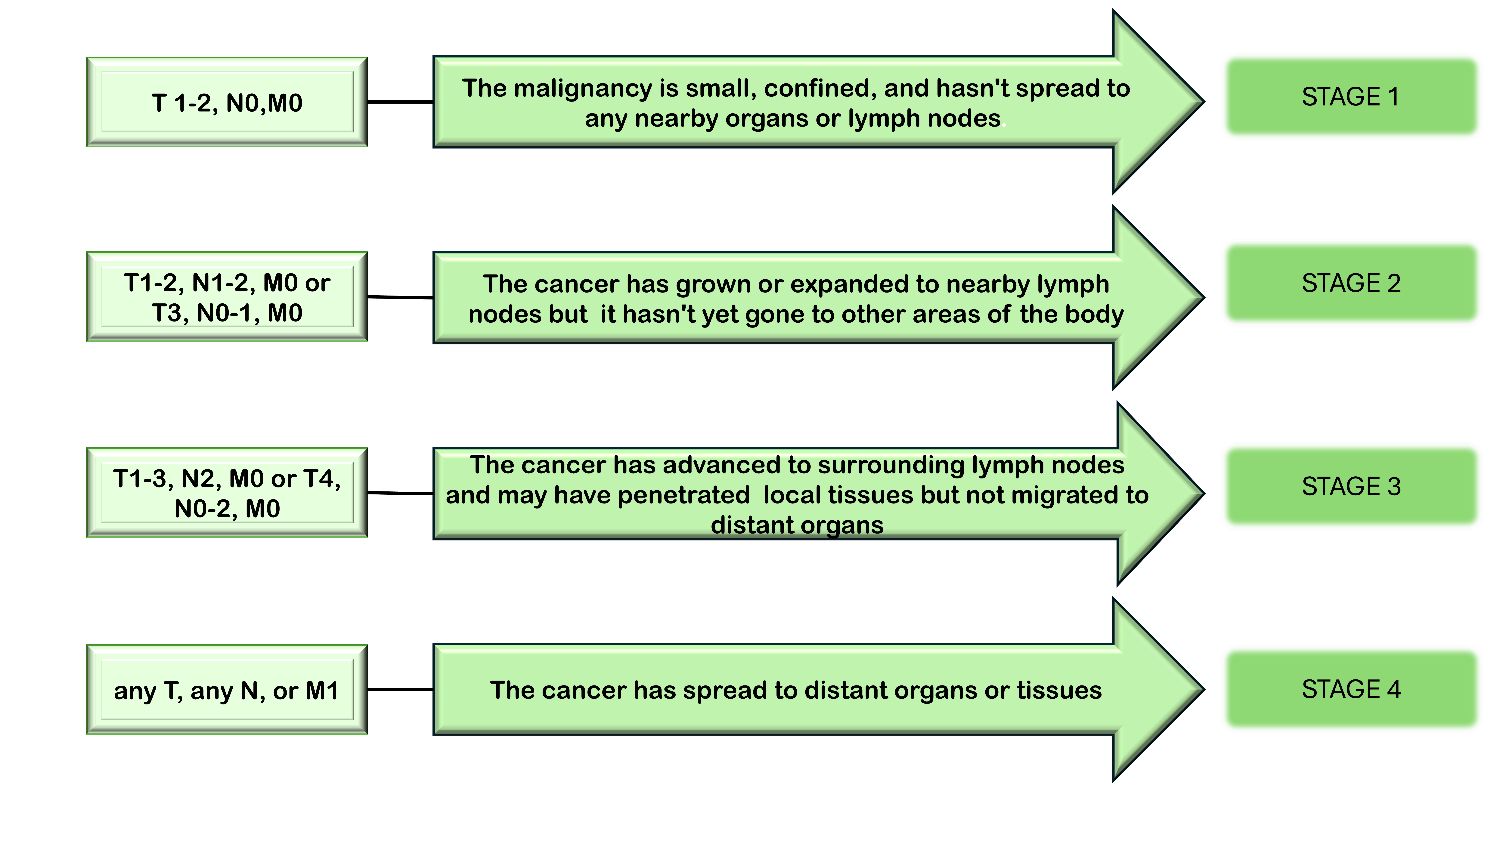 T 1-2, N0,M0
The malignancy is small, confined, and hasn't spread to
any nearby organs or lymph nodes
STAGE 1
T1-2, N1-2, M0 or
T3, N0-1, M0
The cancer has grown or expanded to nearby lymph
nodes but  it hasn't yet gone to other areas of the body
STAGE 2
T1-3, N2, M0 or T4,
N0-2, M0
The cancer has advanced to surrounding lymph nodes
and may have penetrated  local tissues but not migrated to
distant organs
STAGE 3
any T, any N, or M1
The cancer has spread to distant organs or tissues
STAGE 4